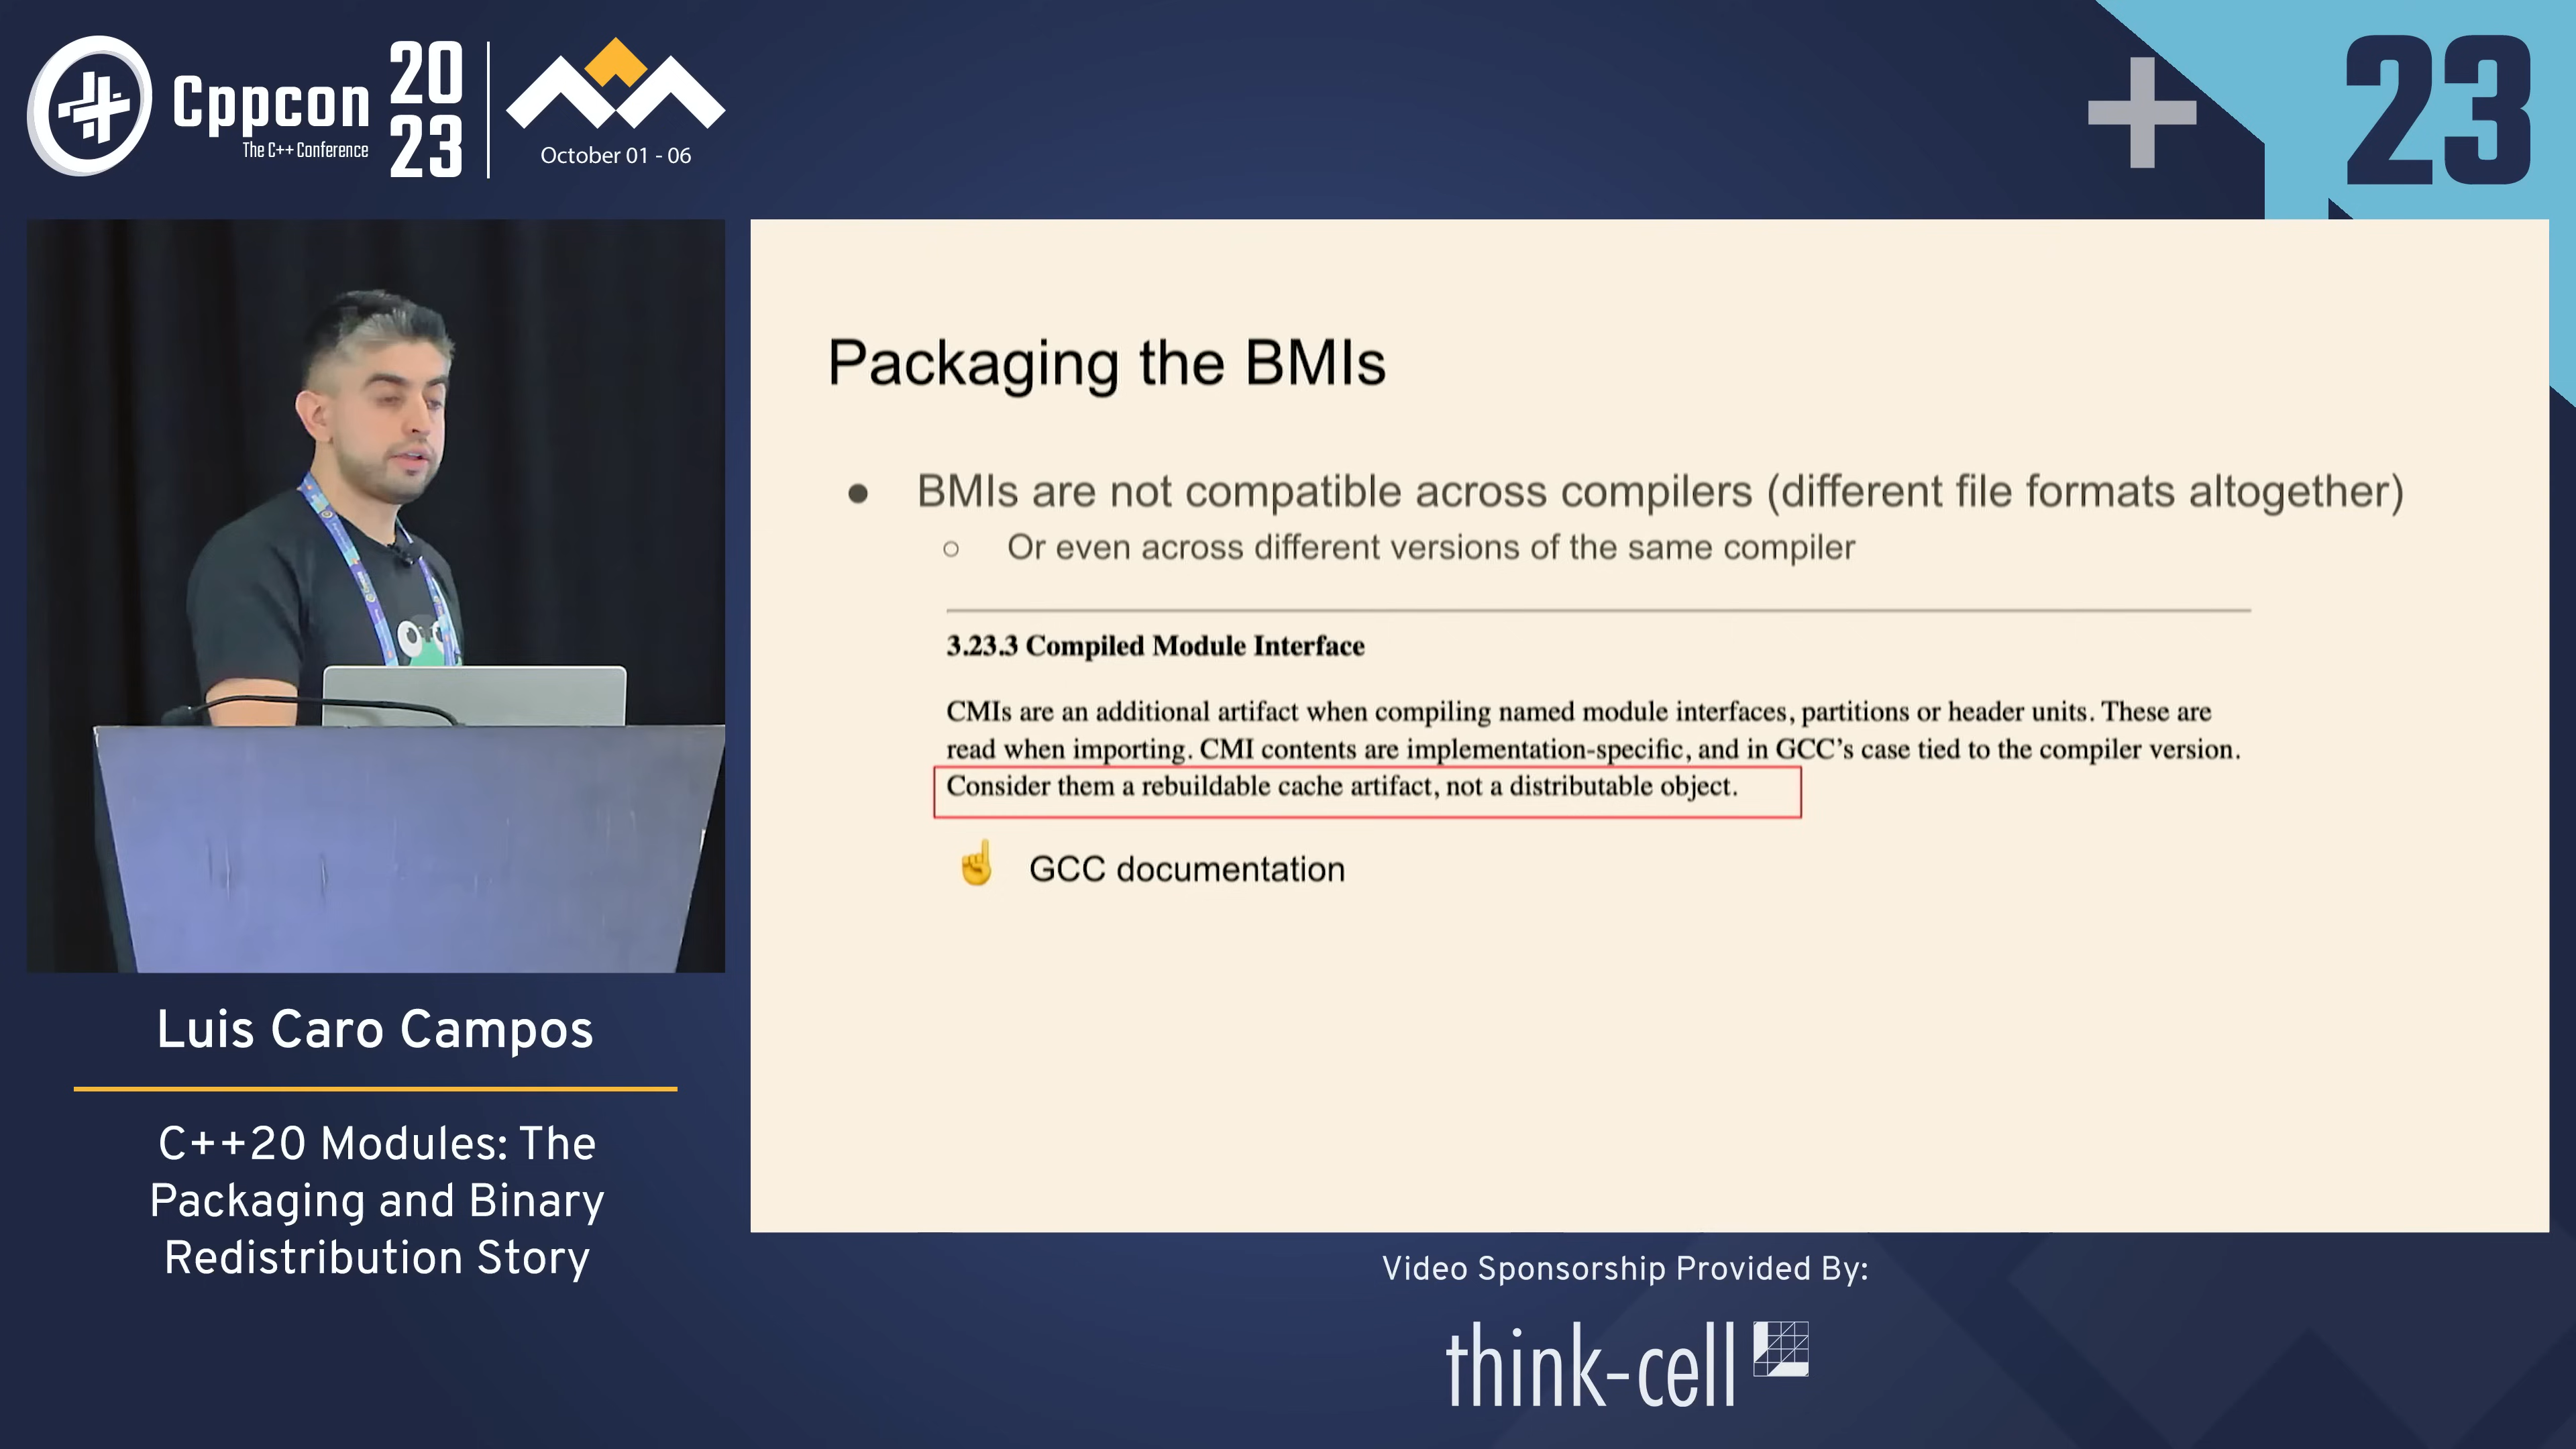 Cppcon
The C++ Conference
20
23
October 01 - 06
23
Packaging the BMIs
● BMIs are not compatible across compilers (different file formats altogether)
○ Or even across different versions of the same compiler
3.23.3 Compiled Module Interface
CMIs are an additional artifact when compiling named module interfaces, partitions or header units. These are
read when importing. CMI contents are implementation-specific, and in GCC’s case tied to the compiler version.
Consider them a rebuildable cache artifact, not a distributable object.
☝ GCC documentation
Luis Caro Campos
C++20 Modules: The
Packaging and Binary
Redistribution Story
Video Sponsorship Provided By:
think-cell